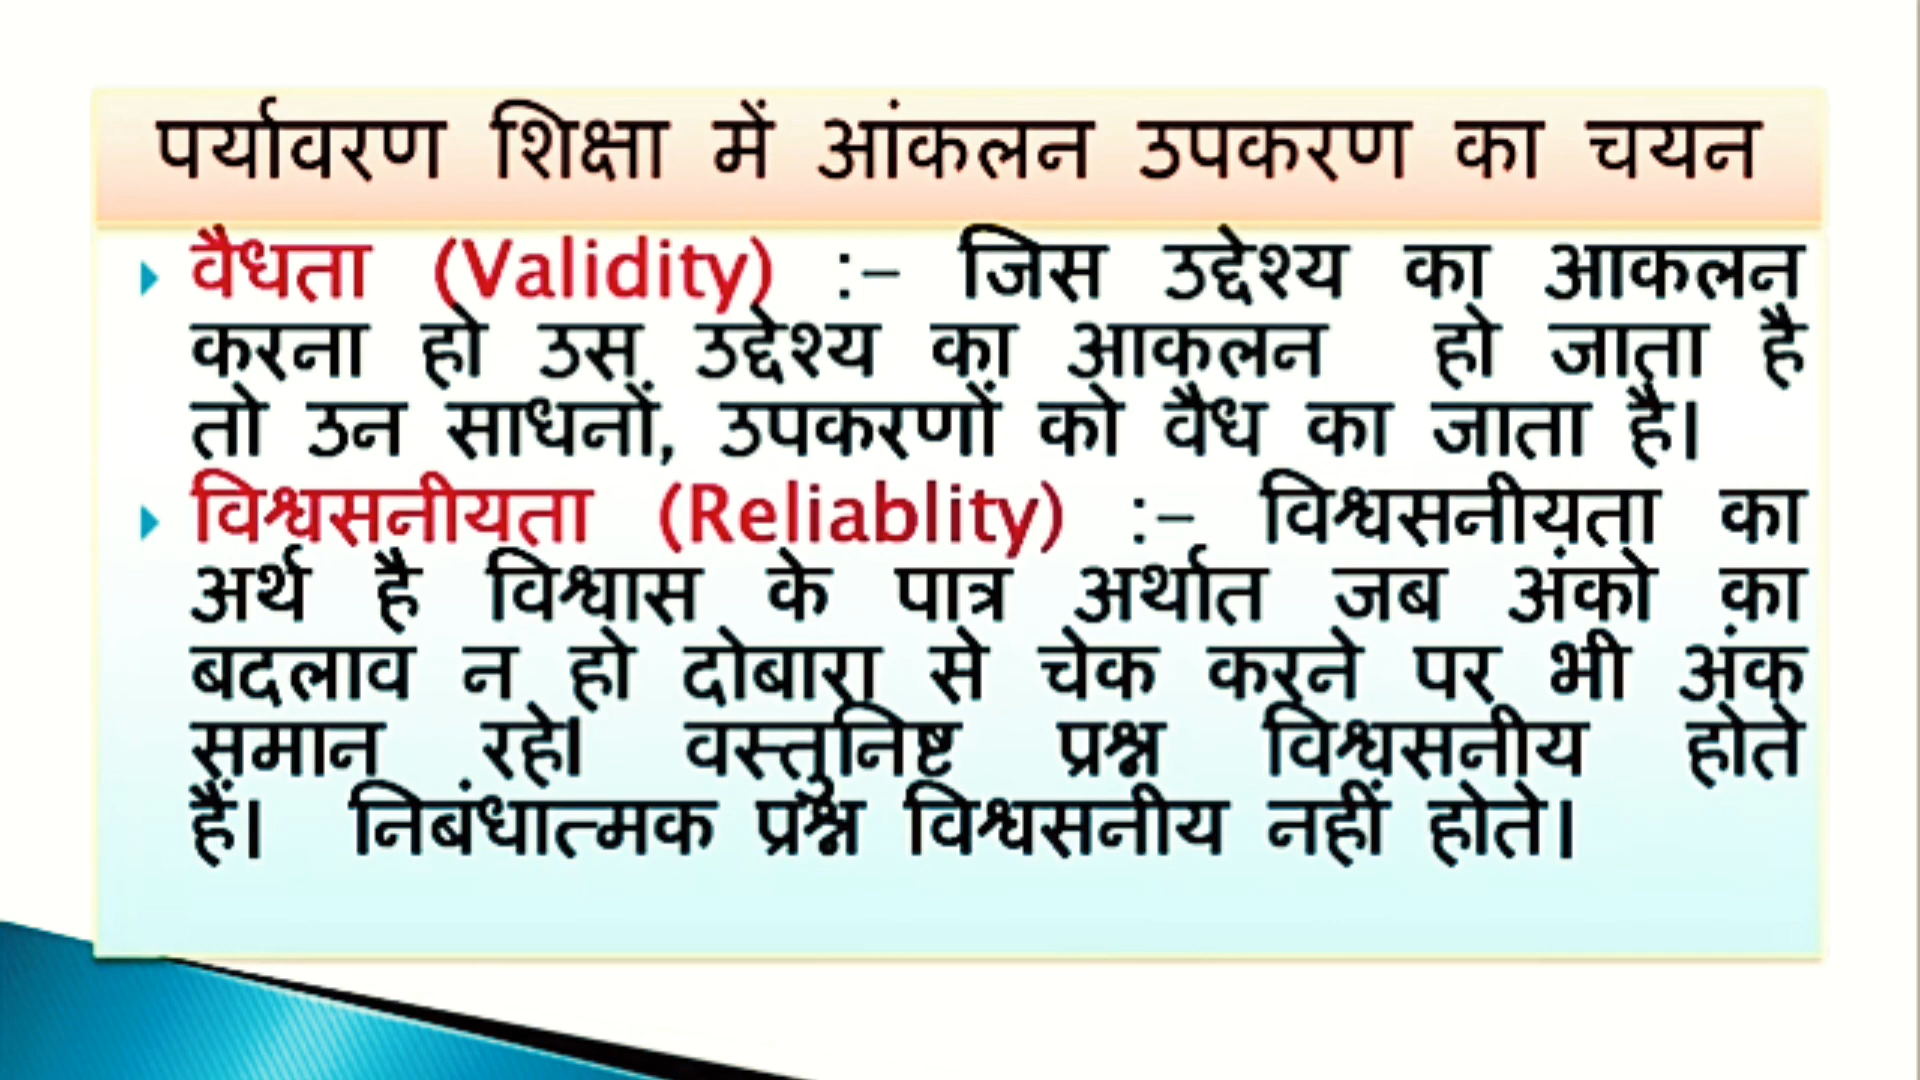 पर्यावरण शिक्षा में आंकलन उपकरण का चयन
वैधता (Validity) :– जिस उद्देश्य का आकलन
करना हो उस उद्देश्य का आकलन हो जाता है
तो उन साधनों, उपकरणों को वैध का जाता है।
विश्वसनीयता (Reliablity) :– विश्वसनीयता का
अर्थ है विश्वास के पात्र अर्थात जब अंको का
बदलाव न हो दोबारा से चेक करने पर भी अंक
समान रहे। वस्तुनिष्ट प्रश्न विश्वसनीय होते
हैं। निबंधात्मक प्रश्न विश्वसनीय नहीं होते।